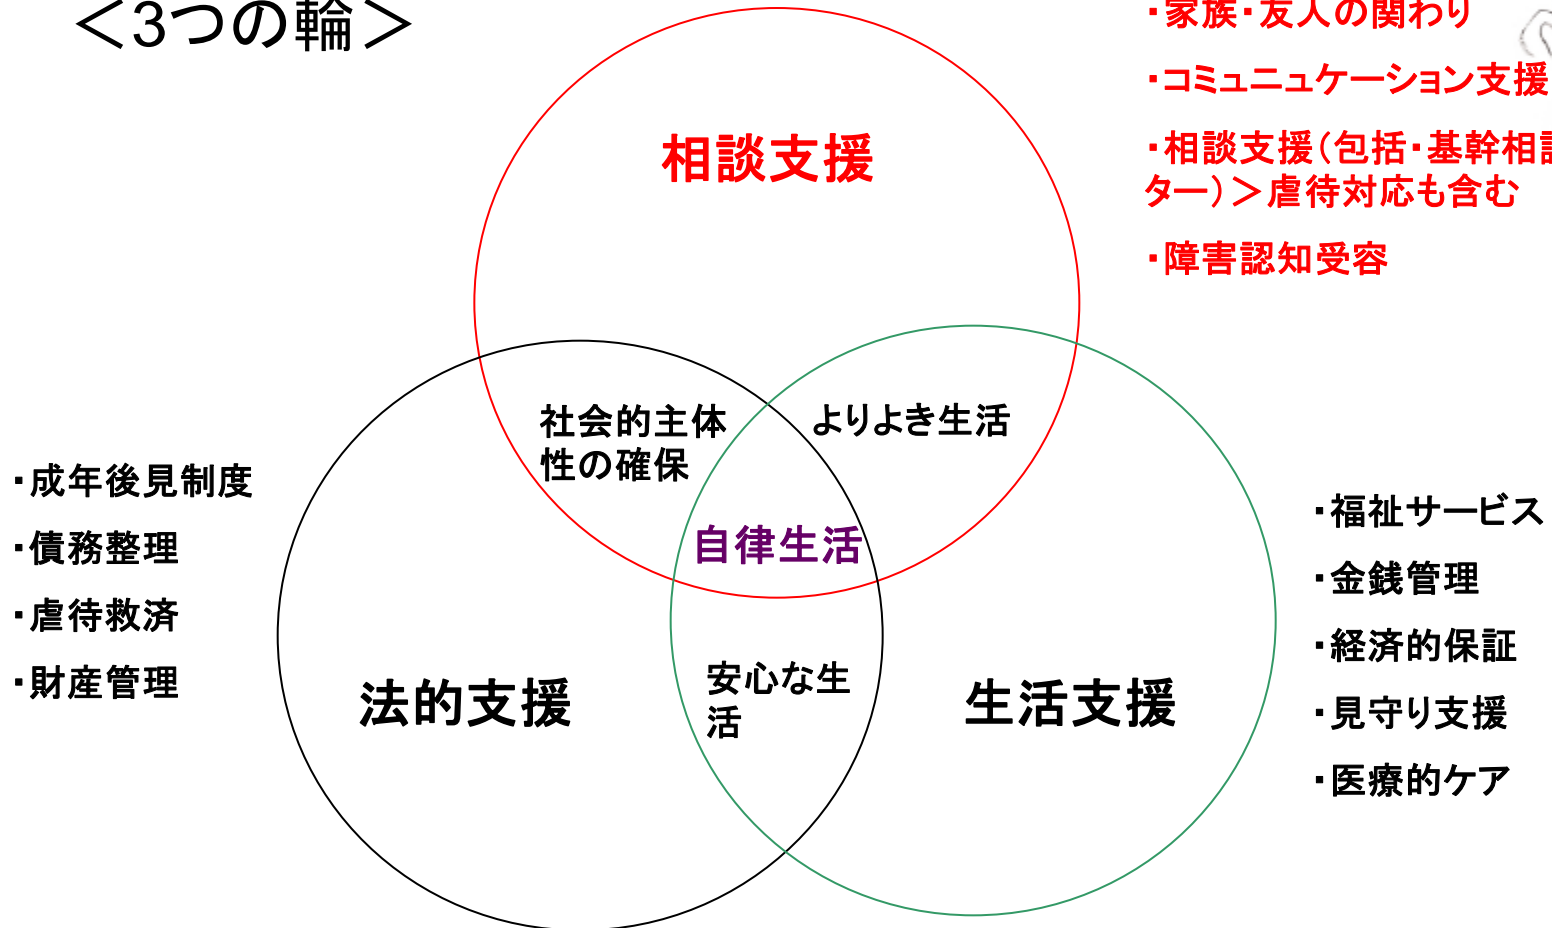 ＜3つの輪＞
・家族・友人の関わり
・コミュニュケーション支援
・相談支援（包括・基幹相談
ター）＞虐待対応も含む
・障害認知受容
相談支援
社会的主体
性の確保
よりよき生活
自律生活
安心な生
活
法的支援
生活支援
・成年後見制度
・債務整理
・虐待救済
・財産管理
・福祉サービス
・金銭管理
・経済的保証
・見守り支援
・医療的ケア